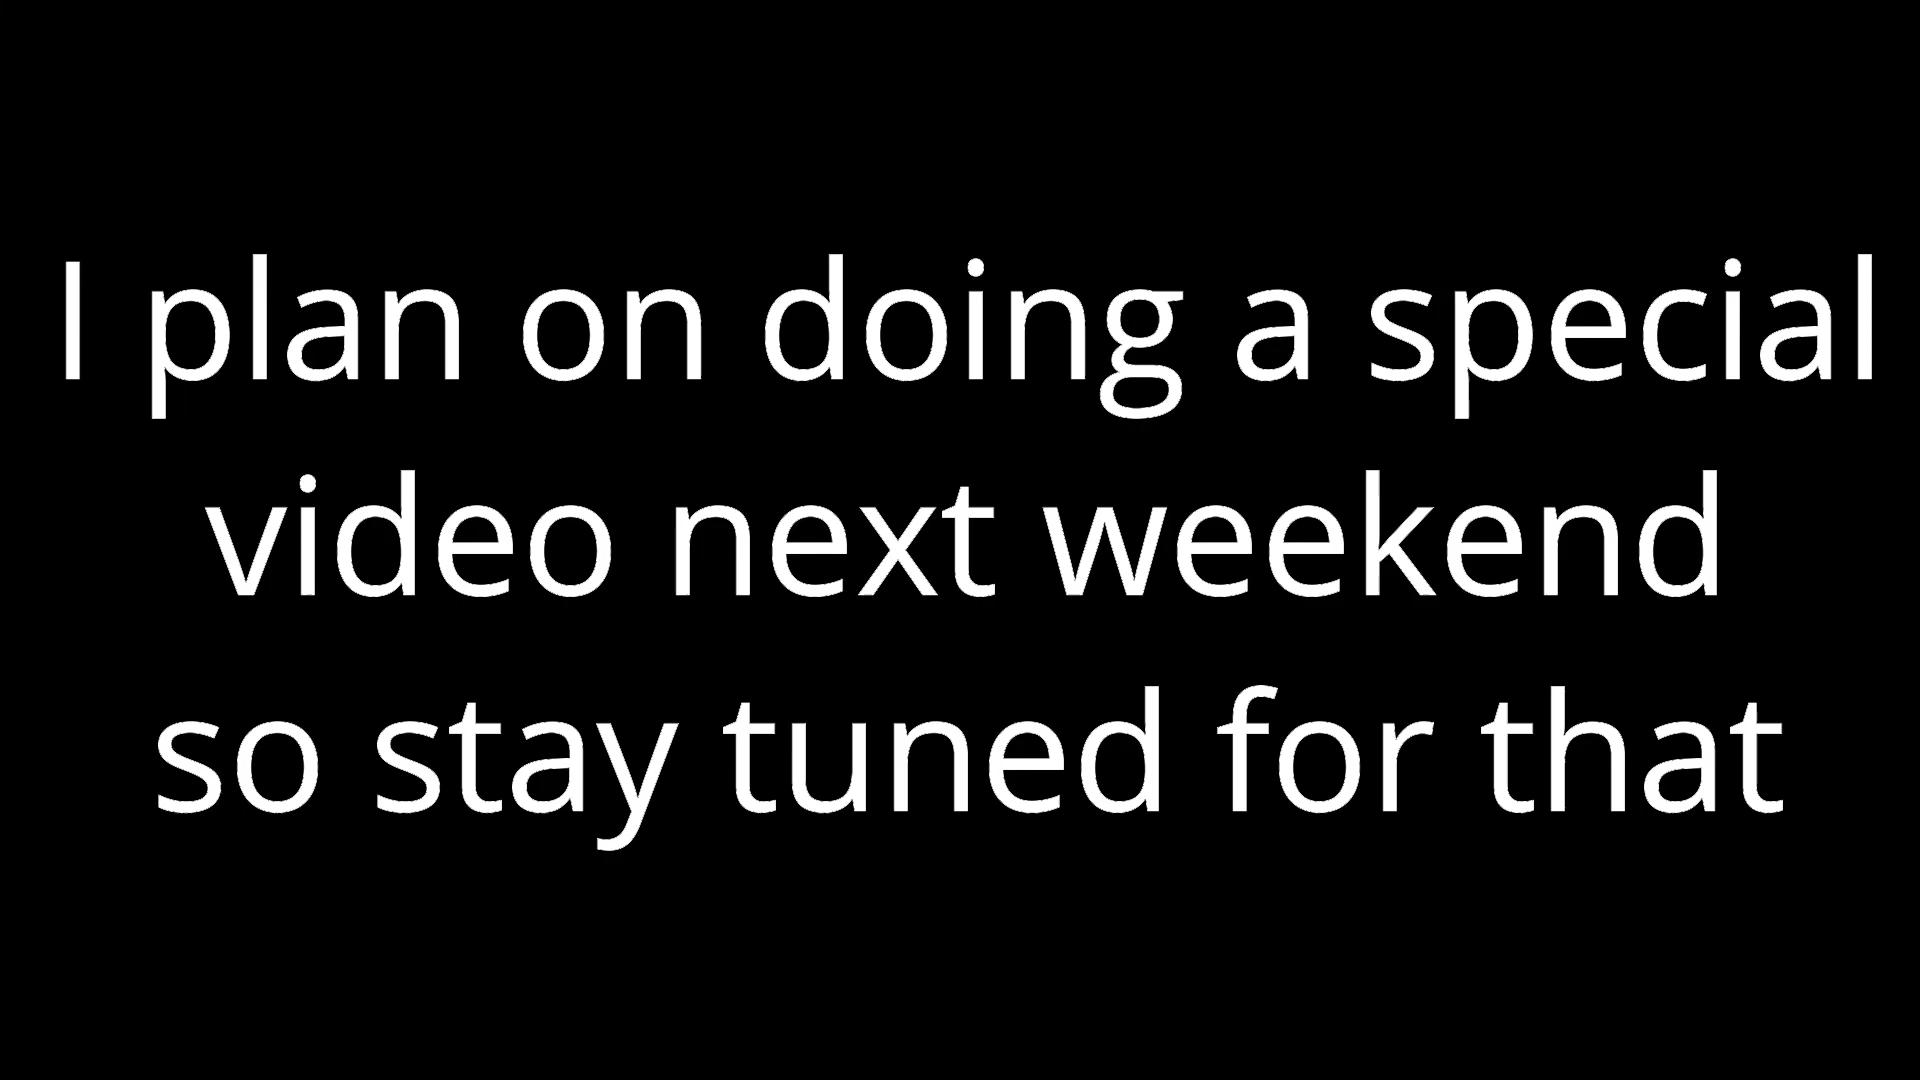 I plan on doing a special
video next weekend
so stay tuned for that